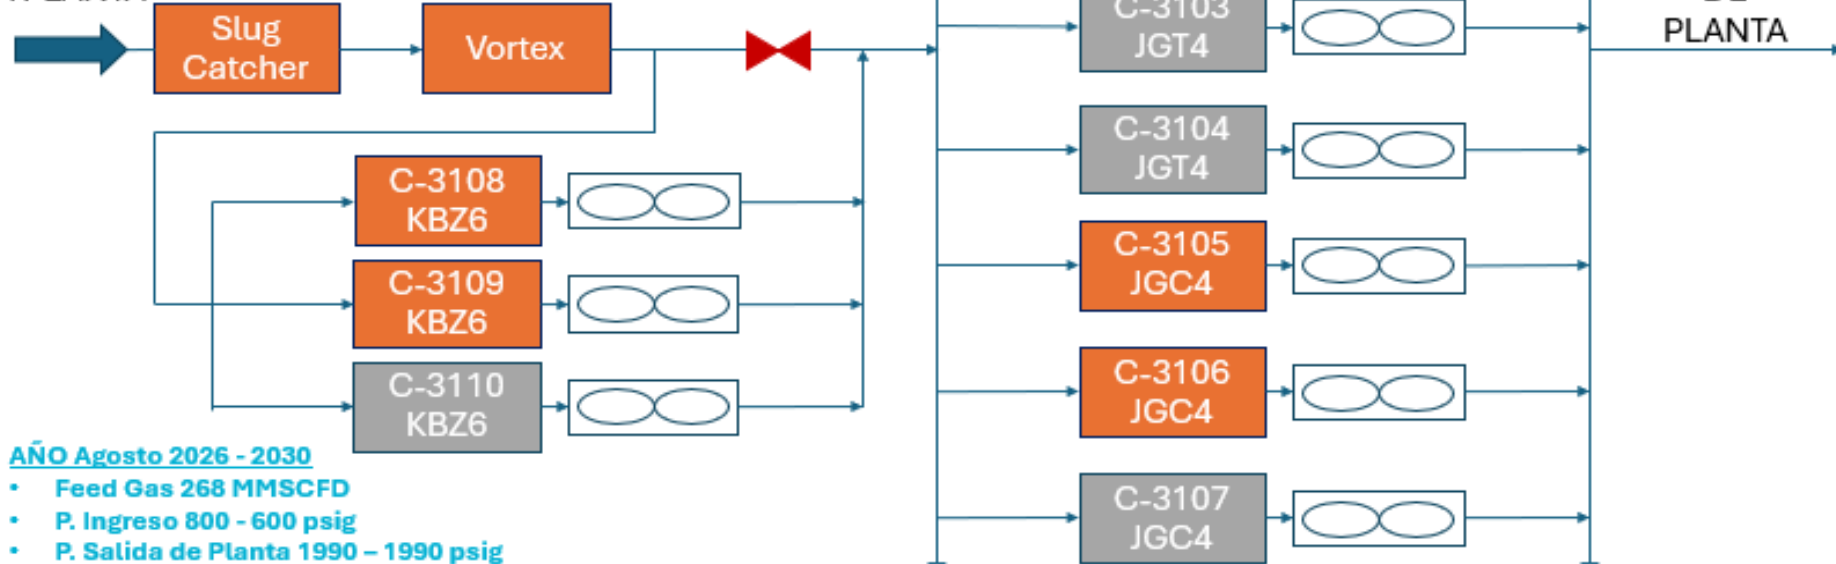 Slug
Catcher
Vortex
C-3108
KBZ6
C-3109
KBZ6
C-3110
KBZ6
AÑO Agosto 2026 - 2030
• Feed Gas 268 MMSCFD
• P. Ingreso 800 - 600 psig
• P. Salida de Planta 1990 – 1990 psig
C-3103
JGT4
C-3104
JGT4
C-3105
JGC4
C-3106
JGC4
C-3107
JGC4
DE
PLANTA